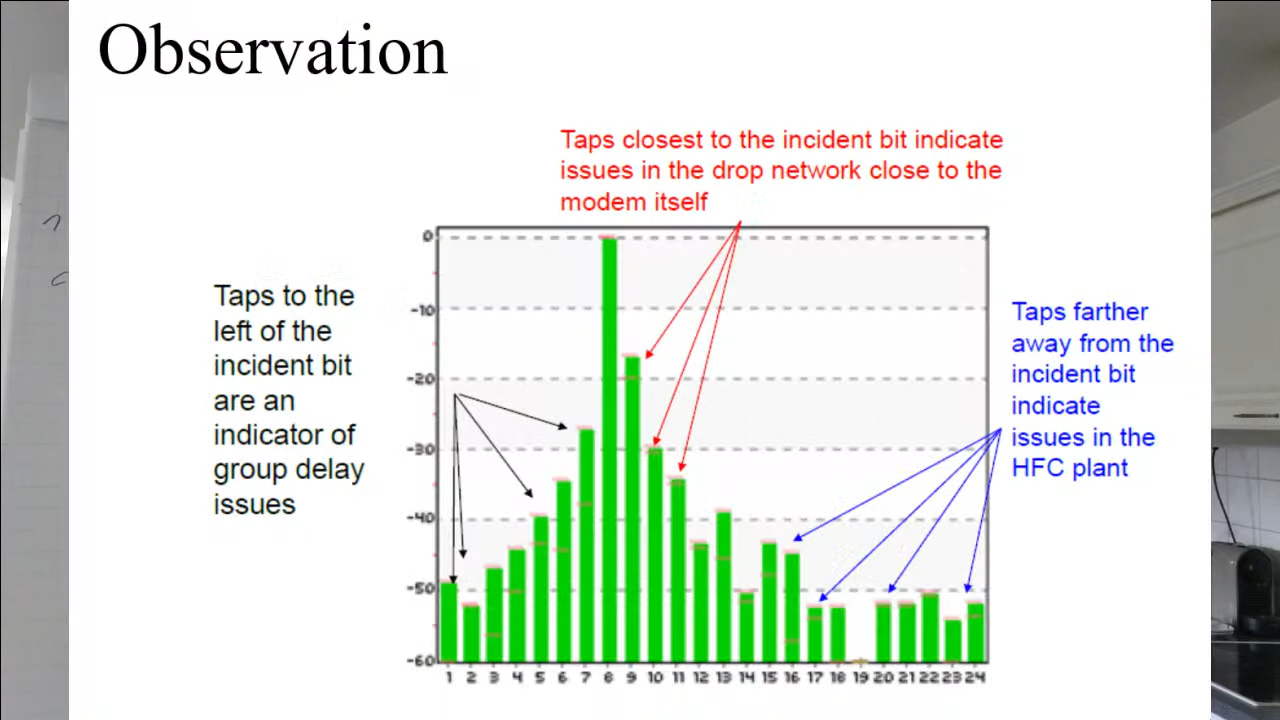 Observation
Taps closest to the incident bit indicate
issues in the drop network close to the
modem itself
Taps to the
left of the
incident bit
are an
indicator of
group delay
issues
Taps farther
away from the
incident bit
indicate
issues in the
HFC plant
0
-10
-20
-30
-40
-50
-60
1 2 3 4 5 6 7 8 9 10 11 12 13 14 15 16 17 18 19 20 21 22 23 24